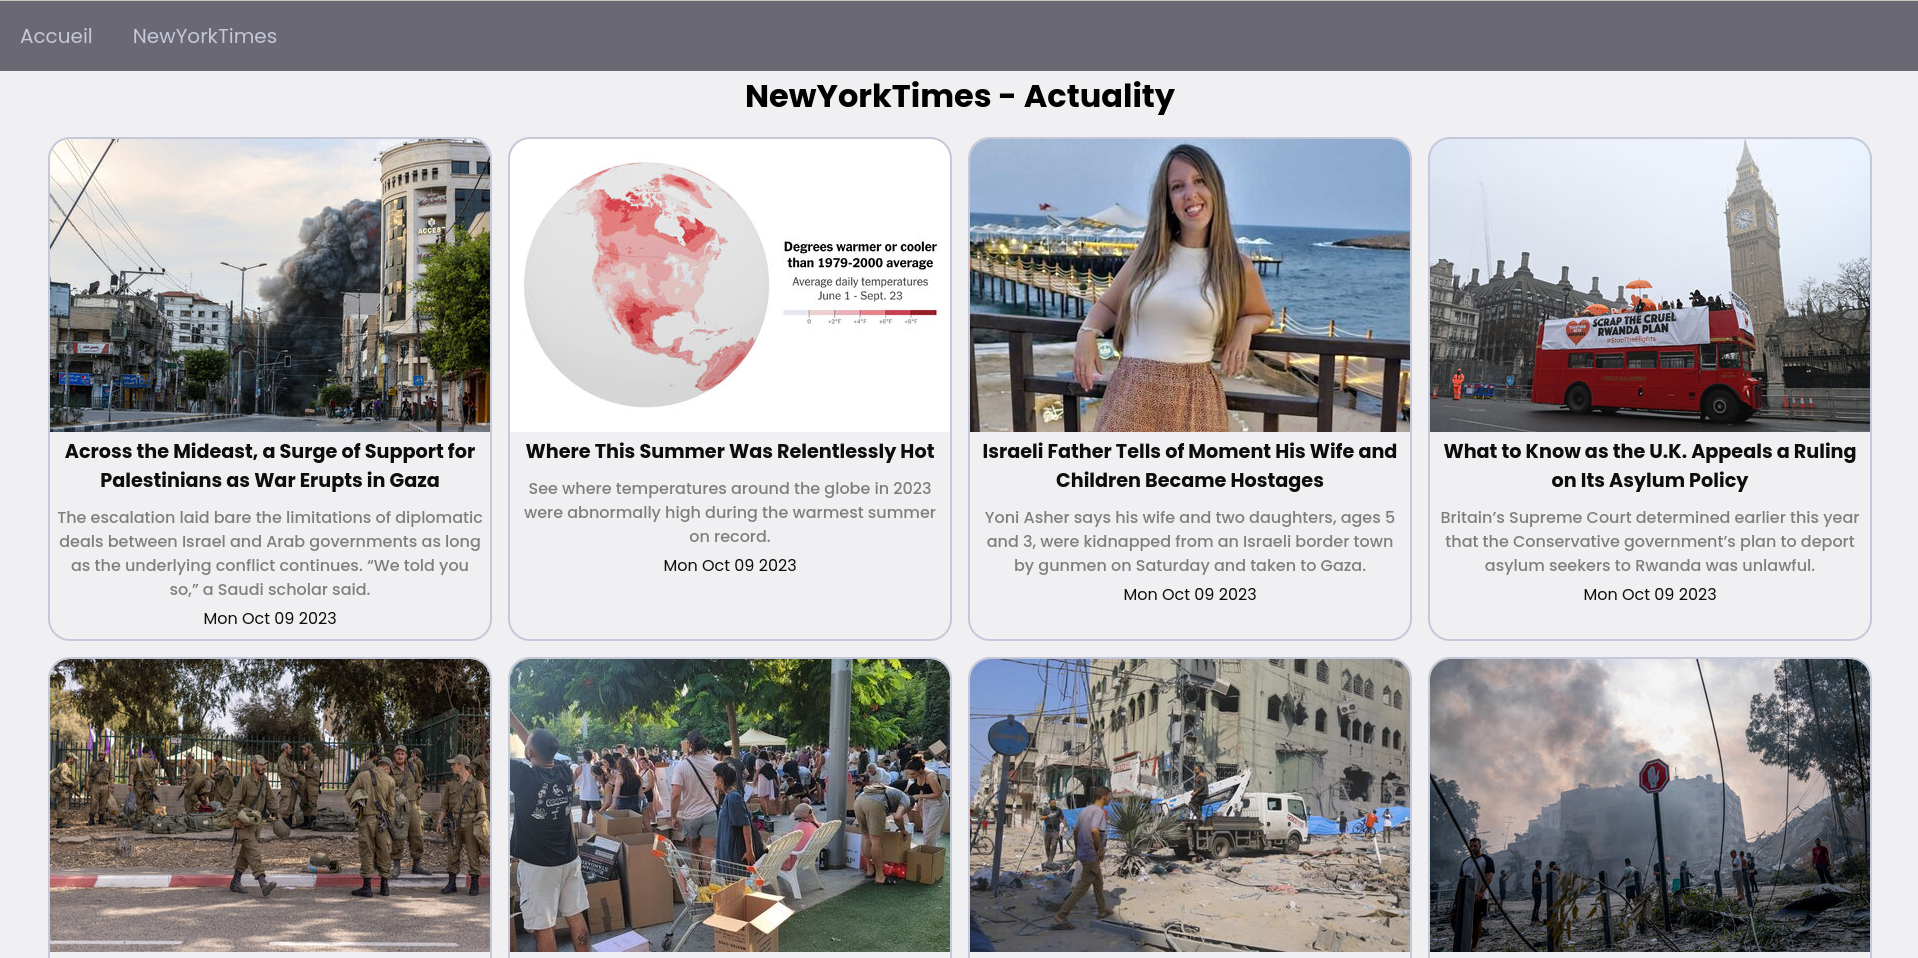 Accueil NewYorkTimes
NewYorkTimes - Actuality
ACCESS
Across the Mideast, a Surge of Support for
Palestinians as War Erupts in Gaza
The escalation laid bare the limitations of diplomatic
deals between Israel and Arab governments as long
as the underlying conflict continues. “We told you
so,” a Saudi scholar said.
Mon Oct 09 2023
Degrees warmer or cooler
than 1979-2000 average
Average daily temperatures
June 1 - Sept. 23
0 +2°F +4°F +6°F +8°F
Where This Summer Was Relentlessly Hot
See where temperatures around the globe in 2023
were abnormally high during the warmest summer
on record.
Mon Oct 09 2023
Israeli Father Tells of Moment His Wife and
Children Became Hostages
Yoni Asher says his wife and two daughters, ages 5
and 3, were kidnapped from an Israeli border town
by gunmen on Saturday and taken to Gaza.
Mon Oct 09 2023
SCRAP THE CRUEL
RWANDA PLAN
#StopTheFlights
What to Know as the U.K. Appeals a Ruling
on Its Asylum Policy
Britain’s Supreme Court determined earlier this year
that the Conservative government’s plan to deport
asylum seekers to Rwanda was unlawful.
Mon Oct 09 2023